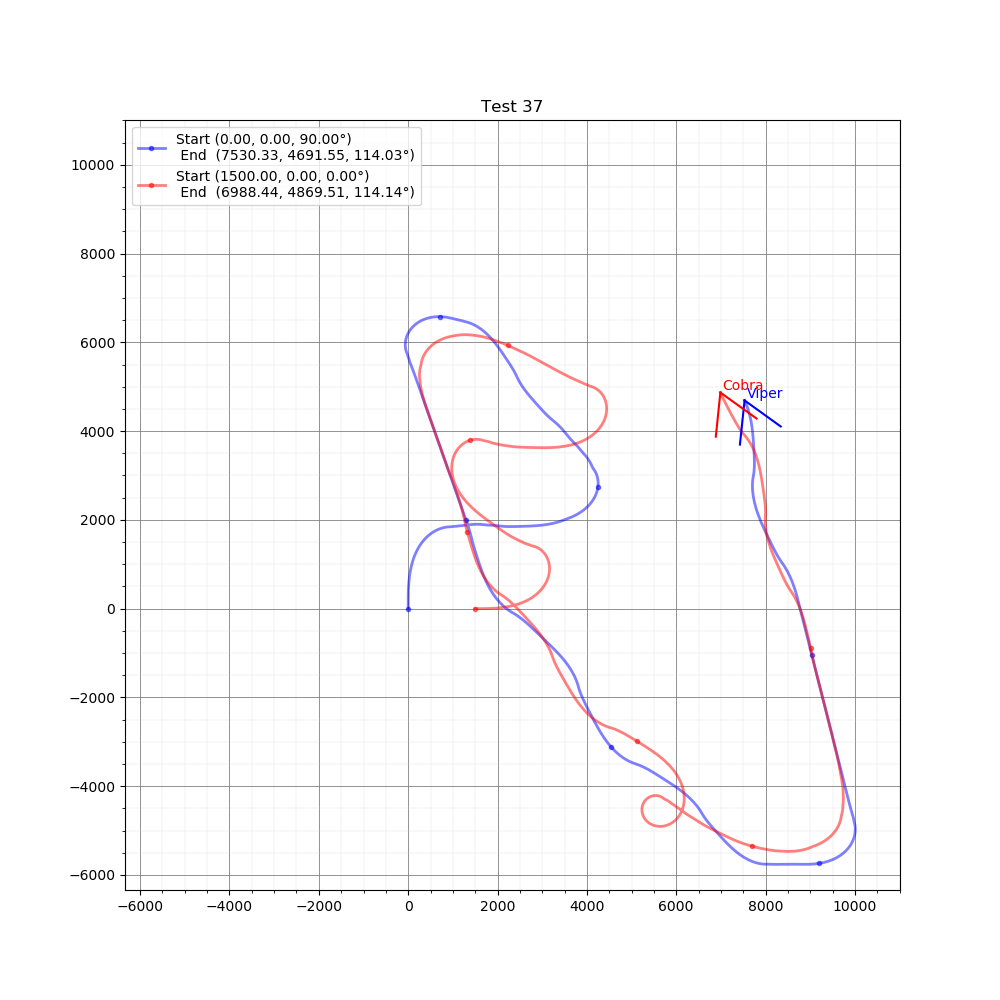 Test 37
Start (0.00, 0.00, 90.00°)
End (7530.33, 4691.55, 114.03°)
Start (1500.00, 0.00, 0.00°)
End (6988.44, 4869.51, 114.14°)
10000
8000
6000
Cobra
Viper
4000
2000
0
−2000
−4000
−6000
−6000 −4000 −2000 0 2000 4000 6000 8000 10000